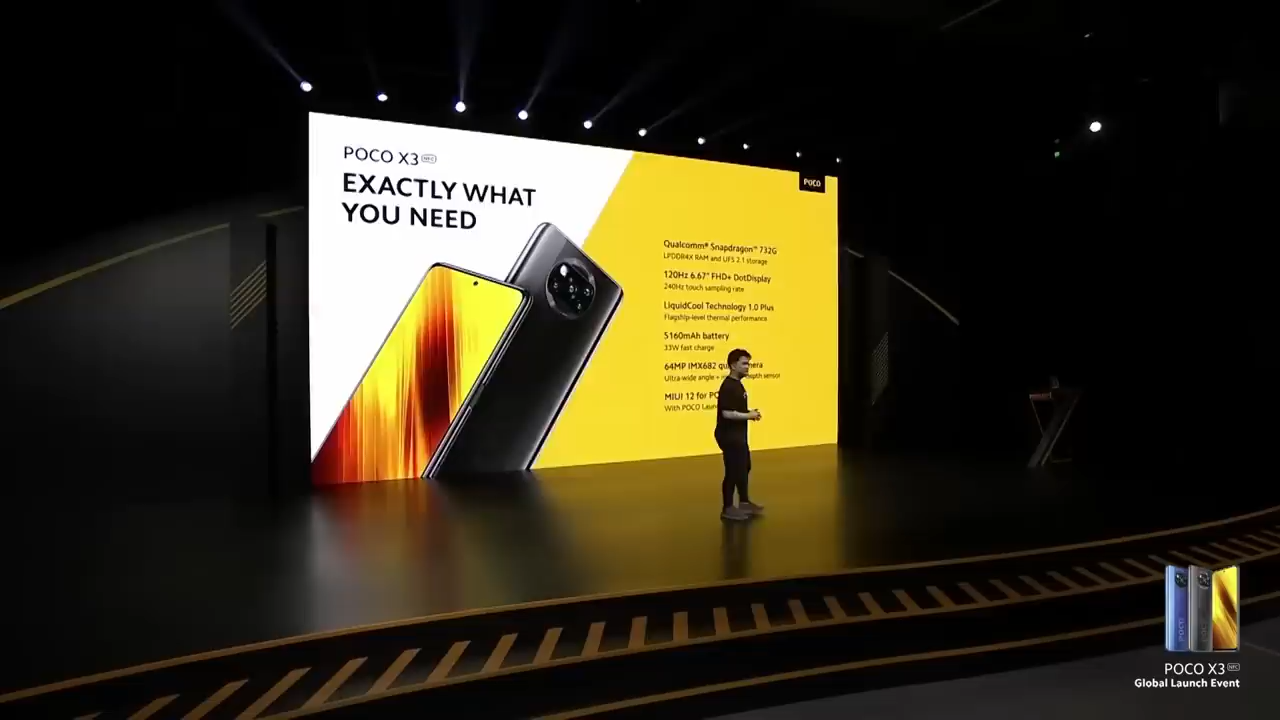 POCO X3 NFC
EXACTLY WHAT
YOU NEED
POCO
Qualcomm® Snapdragon™ 732G
LPDDR4X RAM and UFS 2.1 storage
120Hz 6.67" FHD+ DotDisplay
240Hz touch sampling rate
LiquidCool Technology 1.0 Plus
Flagship-level thermal performance
5160mAh battery
33W fast charge
64MP IMX682
Ultra-wide angle + depth sensor
MIUI 12 for
With POCO
POCO X3 NFC
Global Launch Event